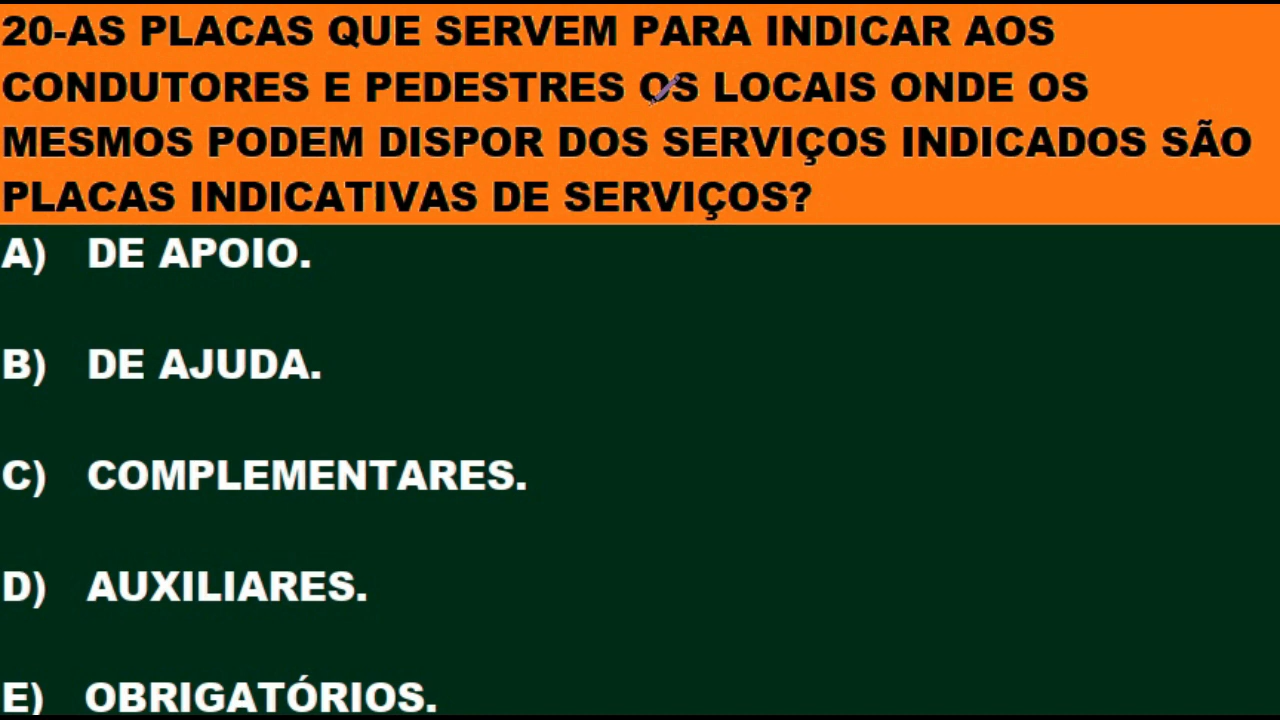 20-AS PLACAS QUE SERVEM PARA INDICAR AOS
CONDUTORES E PEDESTRES OS LOCAIS ONDE OS
MESMOS PODEM DISPOR DOS SERVIÇOS INDICADOS SÃO
PLACAS INDICATIVAS DE SERVIÇOS?
A) DE APOIO.
B) DE AJUDA.
C) COMPLEMENTARES.
D) AUXILIARES.
E) OBRIGATÓRIOS.